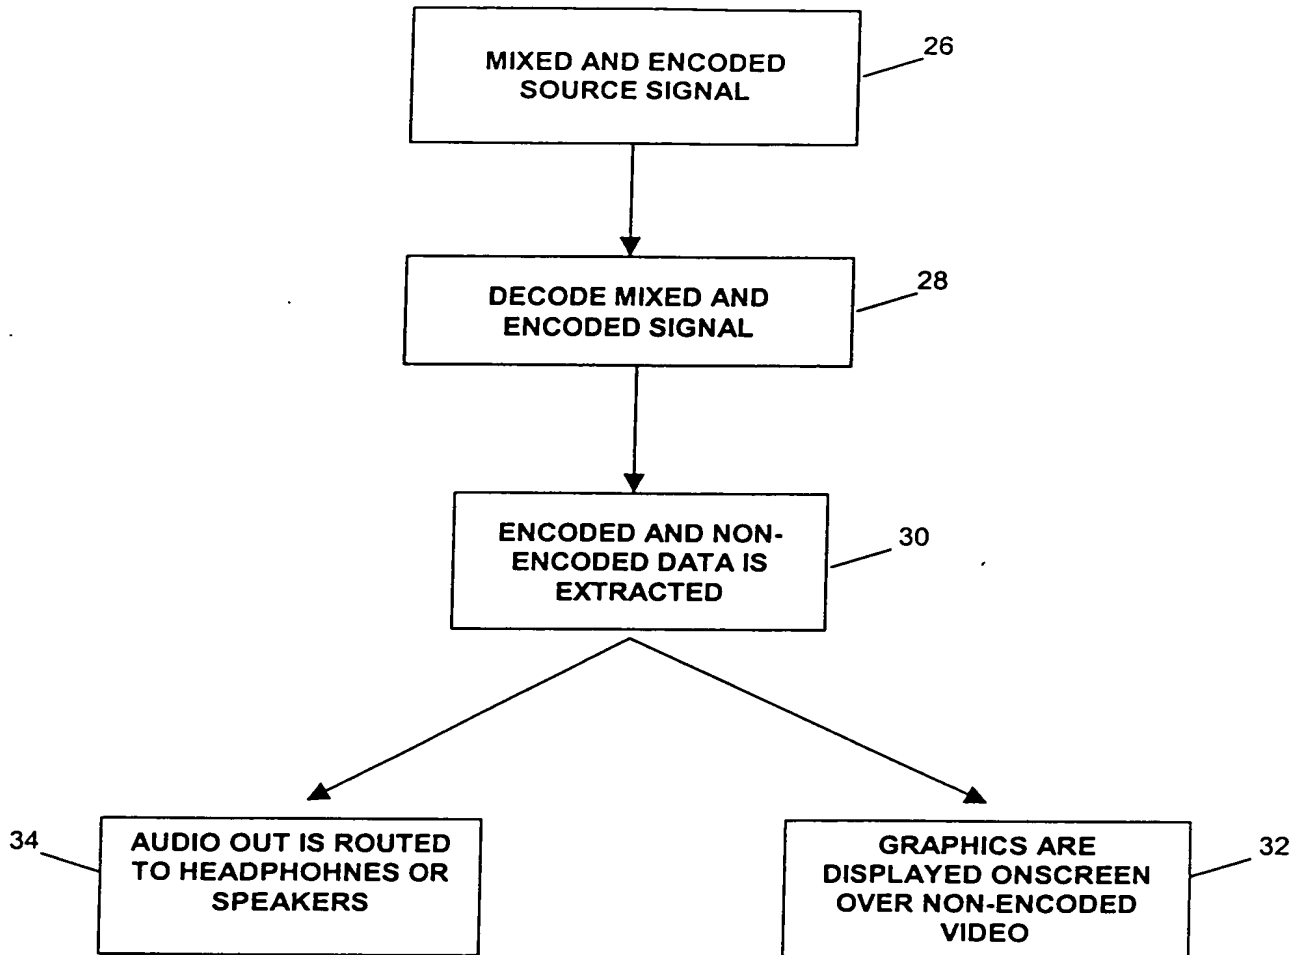 MIXED AND ENCODED
SOURCE SIGNAL
26
DECODE MIXED AND
ENCODED SIGNAL
28
ENCODED AND NON-
ENCODED DATA IS
EXTRACTED
30
34
AUDIO OUT IS ROUTED
TO HEADPHOHNES OR
SPEAKERS
GRAPHICS ARE
DISPLAYED ONSCREEN
OVER NON-ENCODED
VIDEO
32